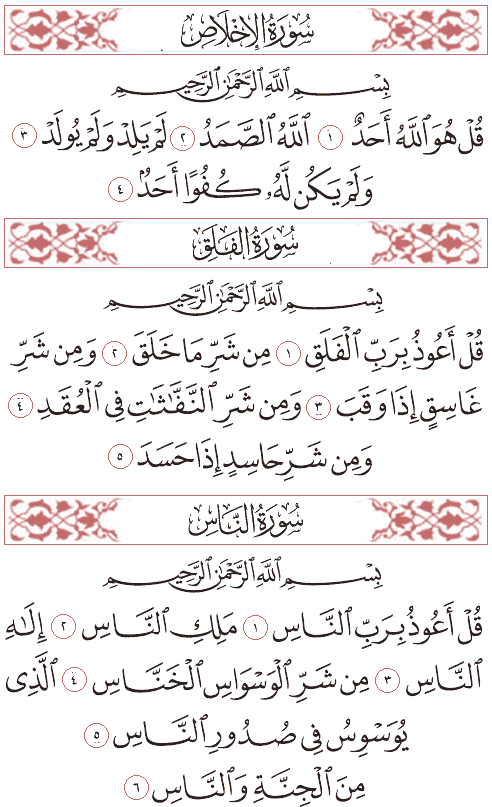 سُورَةُ الإِخْلَاصِ
بِسْمِ ٱللَّهِ ٱلرَّحْمَٰنِ ٱلرَّحِيمِ
قُلْ هُوَ ٱللَّهُ أَحَدٌ ١ ٱللَّهُ ٱلصَّمَدُ ٢ لَمْ يَلِدْ وَلَمْ يُولَدْ ٣
وَلَمْ يَكُن لَّهُۥ كُفُوًا أَحَدٌۢ ٤
سُورَةُ الفَلَقِ
بِسْمِ ٱللَّهِ ٱلرَّحْمَٰنِ ٱلرَّحِيمِ
قُلْ أَعُوذُ بِرَبِّ ٱلْفَلَقِ ١ مِن شَرِّ مَا خَلَقَ ٢ وَمِن شَرِّ
غَاسِقٍ إِذَا وَقَبَ ٣ وَمِن شَرِّ ٱلنَّفَّٰثَٰتِ فِى ٱلْعُقَدِ ٤
وَمِن شَرِّ حَاسِدٍ إِذَا حَسَدَ ٥
سُورَةُ النَّاسِ
بِسْمِ ٱللَّهِ ٱلرَّحْمَٰنِ ٱلرَّحِيمِ
قُلْ أَعُوذُ بِرَبِّ ٱلنَّاسِ ١ مَلِكِ ٱلنَّاسِ ٢ إِلَٰهِ
ٱلنَّاسِ ٣ مِن شَرِّ ٱلْوَسْوَاسِ ٱلْخَنَّاسِ ٤ ٱلَّذِى
يُوَسْوِسُ فِى صُدُورِ ٱلنَّاسِ ٥
مِنَ ٱلْجِنَّةِ وَٱلنَّاسِ ٦